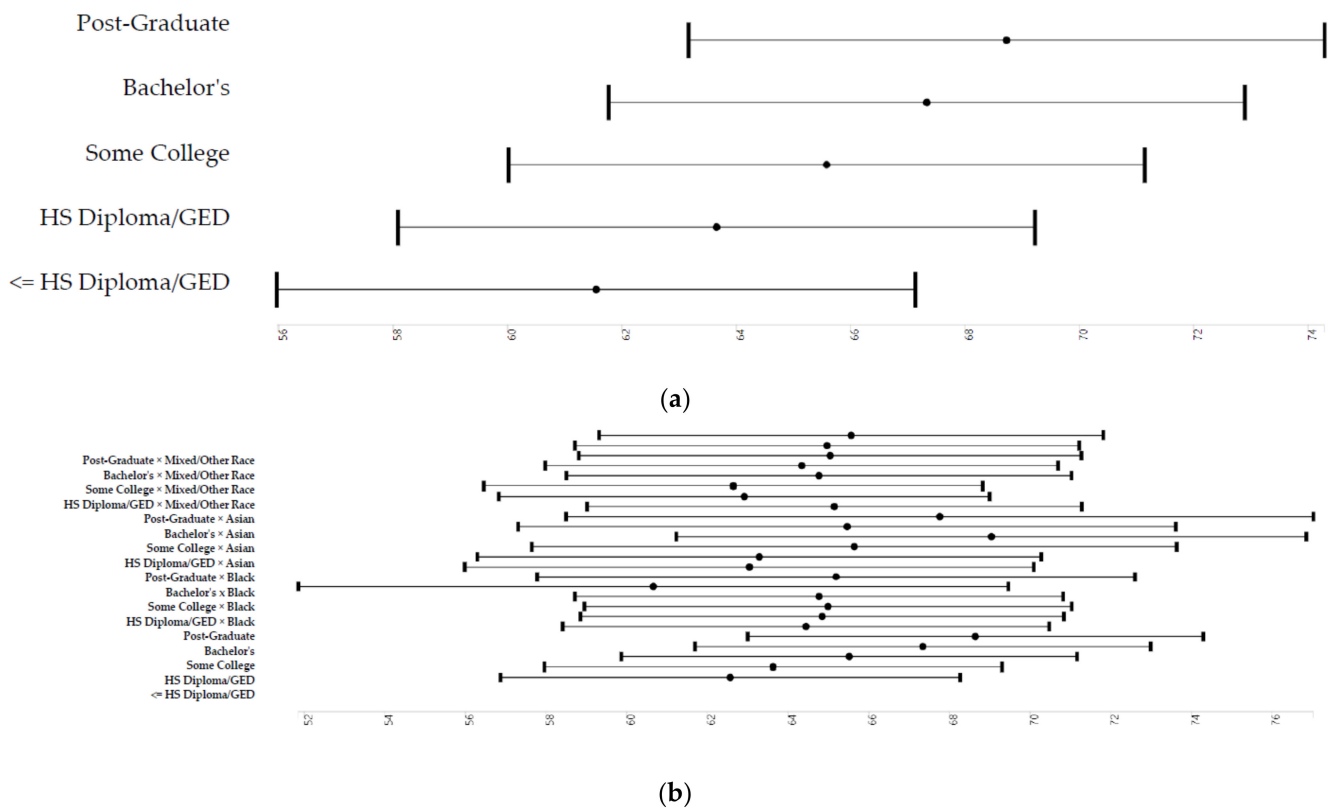 Post-Graduate
Bachelor's
Some College
HS Diploma/GED
<= HS Diploma/GED
56 58 60 62 64 66 68 70 72 74
(a)
Post-Graduate × Mixed/Other Race
Bachelor's × Mixed/Other Race
Some College × Mixed/Other Race
HS Diploma/GED × Mixed/Other Race
Post-Graduate × Asian
Bachelor's × Asian
Some College × Asian
HS Diploma/GED × Asian
Post-Graduate × Black
Bachelor's x Black
Some College × Black
HS Diploma/GED × Black
Post-Graduate
Bachelor's
Some College
HS Diploma/GED
<= HS Diploma/GED
52 54 56 58 60 62 64 66 68 70 72 74 76
(b)